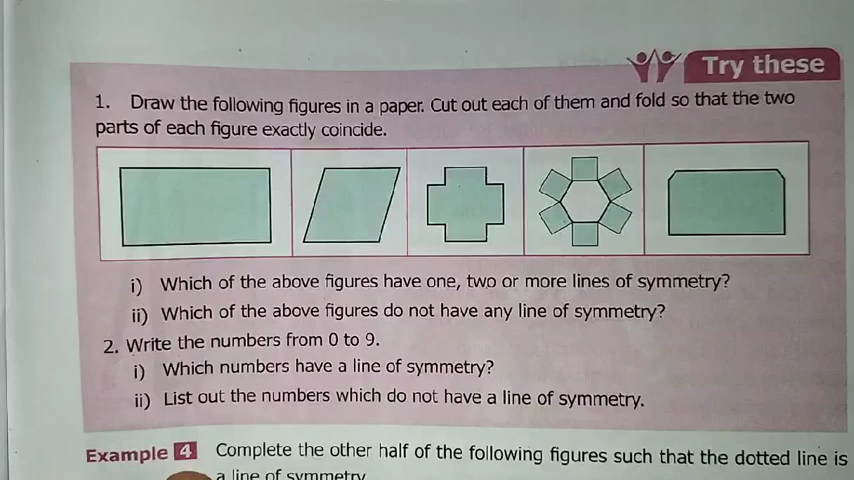 Try these
1. Draw the following figures in a paper. Cut out each of them and fold so that the two
parts of each figure exactly coincide.
i) Which of the above figures have one, two or more lines of symmetry?
ii) Which of the above figures do not have any line of symmetry?
2. Write the numbers from 0 to 9.
i) Which numbers have a line of symmetry?
ii) List out the numbers which do not have a line of symmetry.
Example 4 Complete the other half of the following figures such that the dotted line is
a line of symmetry